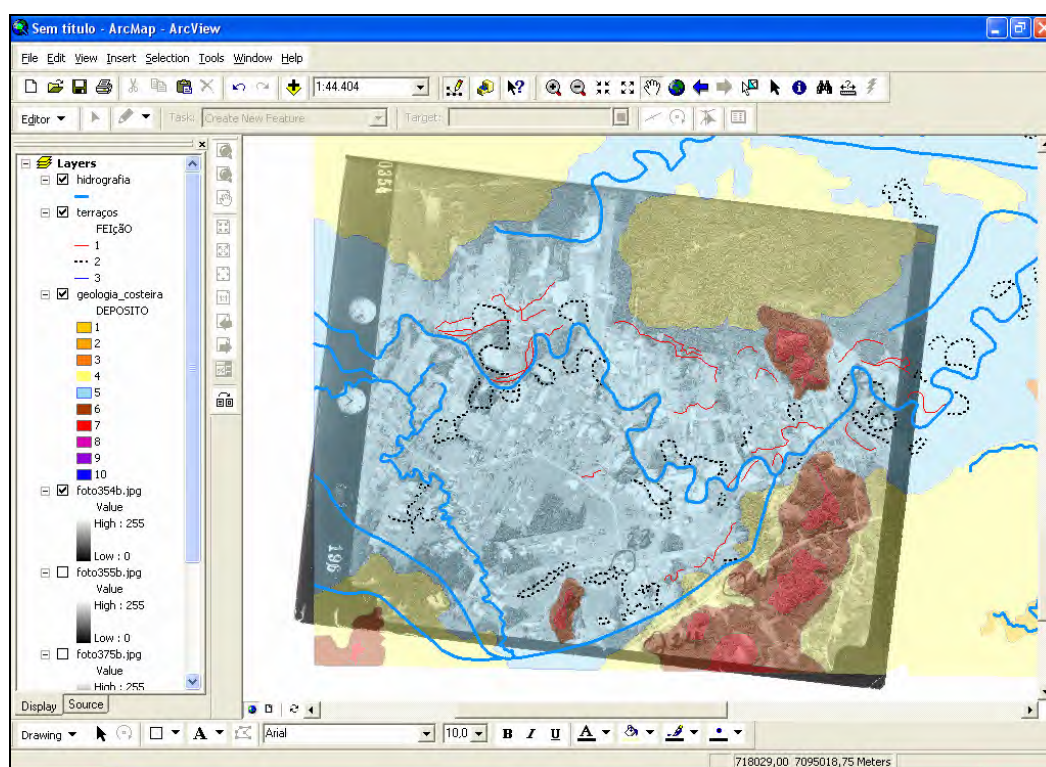 Sem título - ArcMap - ArcView
File Edit View Insert Selection Tools Window Help
1:44.404
Editor Task: Create New Feature Target:
Layers
hidrografia
terraços
FEIção
1
2
3
geologia_costeira
DEPOSITO
1
2
3
4
5
6
7
8
9
10
foto354b.jpg
Value
High : 255
Low : 0
foto355b.jpg
Value
High : 255
Low : 0
foto375b.jpg
Value
High : 255
Display Source
0354
196
Drawing A Arial 10,0 B I U A
718029,00 7095018,75 Meters